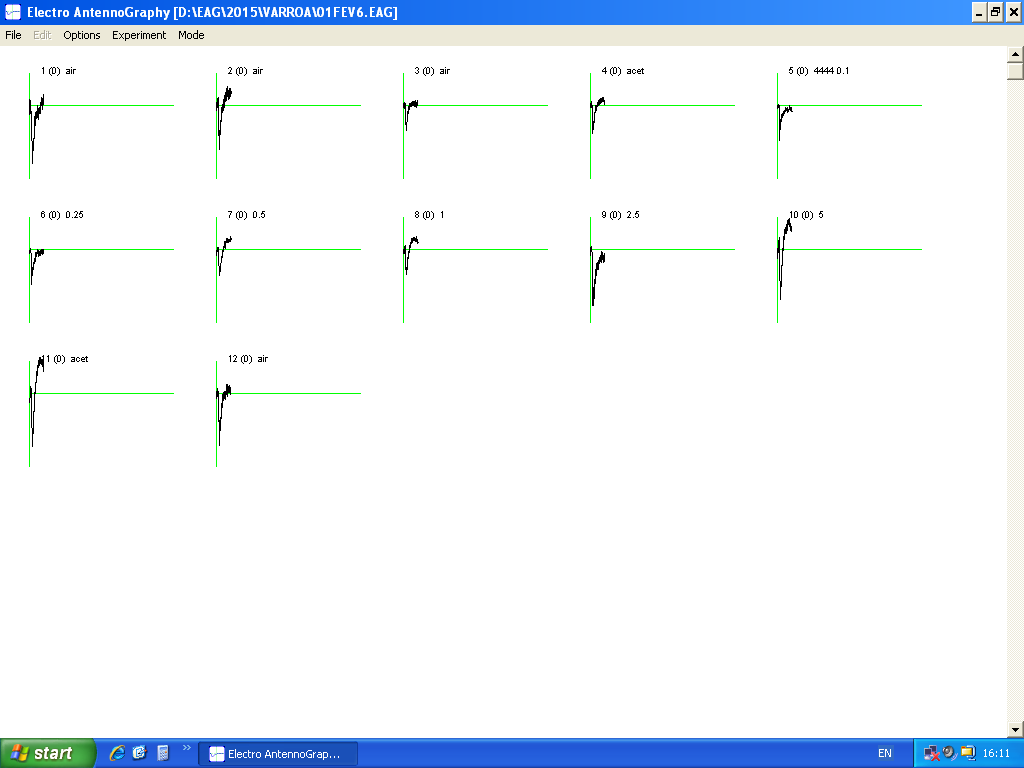 Electro AntennoGraphy [D:\EAG\2015\VARROA\01FEV6.EAG]
File Edit Options Experiment Mode
1 (0) air
2 (0) air
3 (0) air
4 (0) acet
5 (0) 4444 0.1
6 (0) 0.25
7 (0) 0.5
8 (0) 1
9 (0) 2.5
10 (0) 5
11 (0) acet
12 (0) air
start
Electro AntennoGrap...
EN
16:11